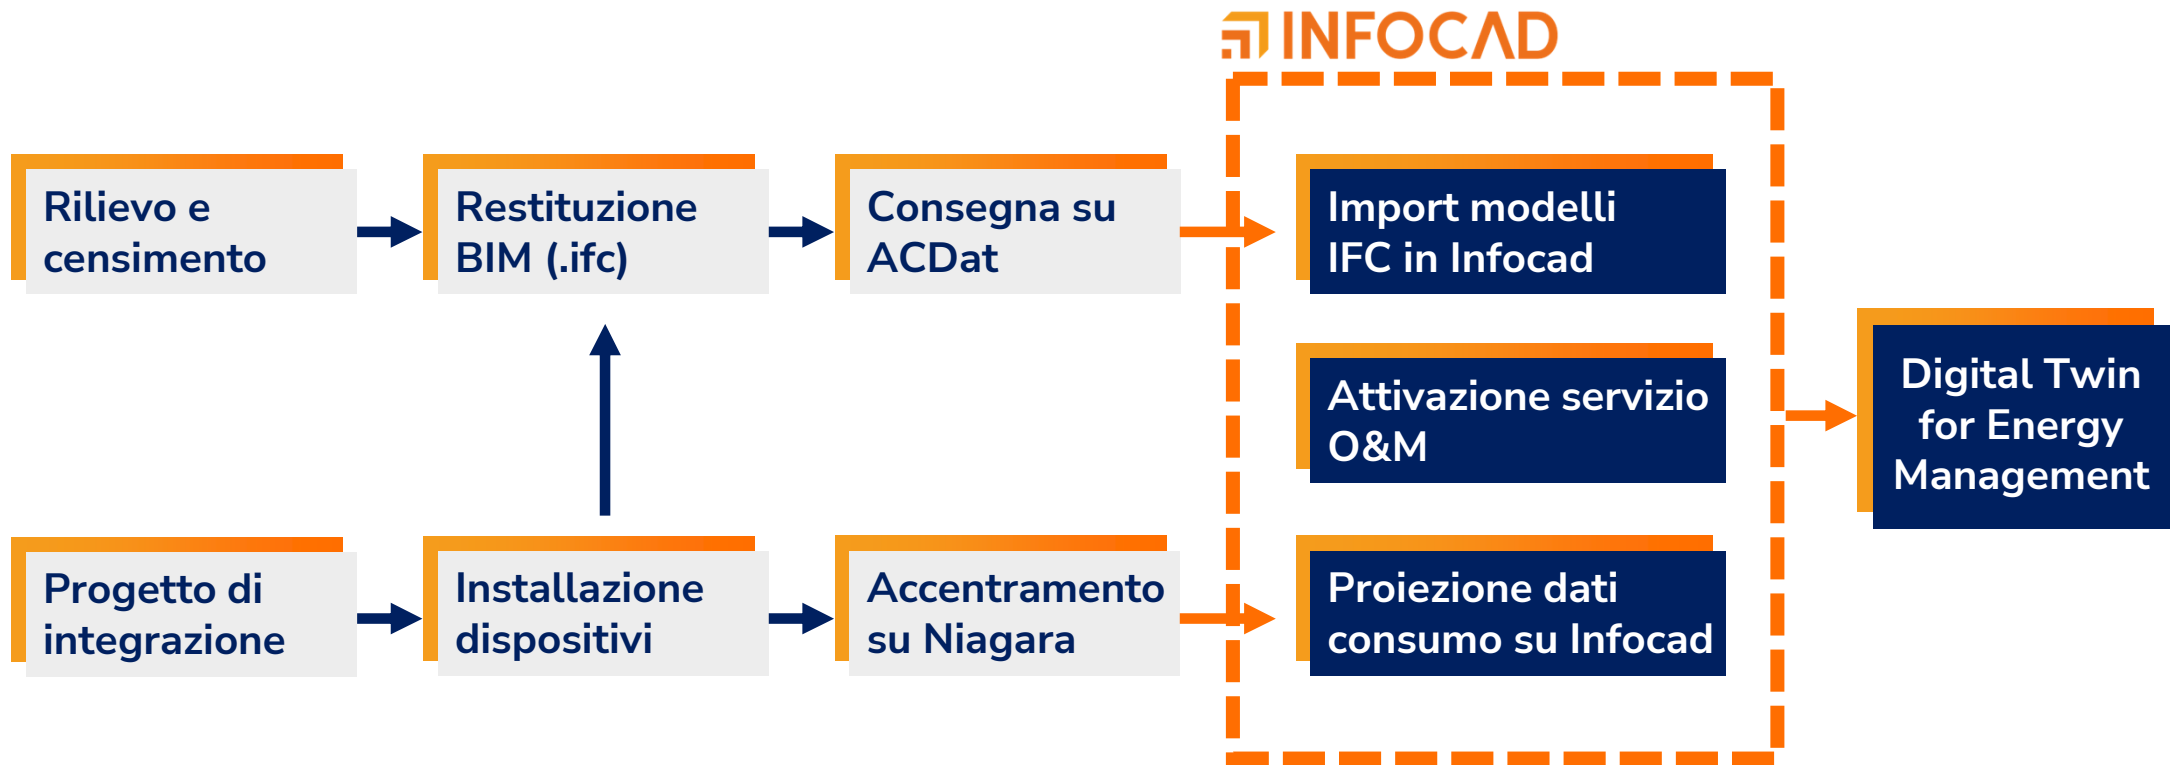 INFOCAD
Rilievo e
censimento
Restituzione
BIM (.ifc)
Consegna su
ACDat
Import modelli
IFC in Infocad
Attivazione servizio
O&M
Digital Twin
for Energy
Management
Progetto di
integrazione
Installazione
dispositivi
Accentramento
su Niagara
Proiezione dati
consumo su Infocad